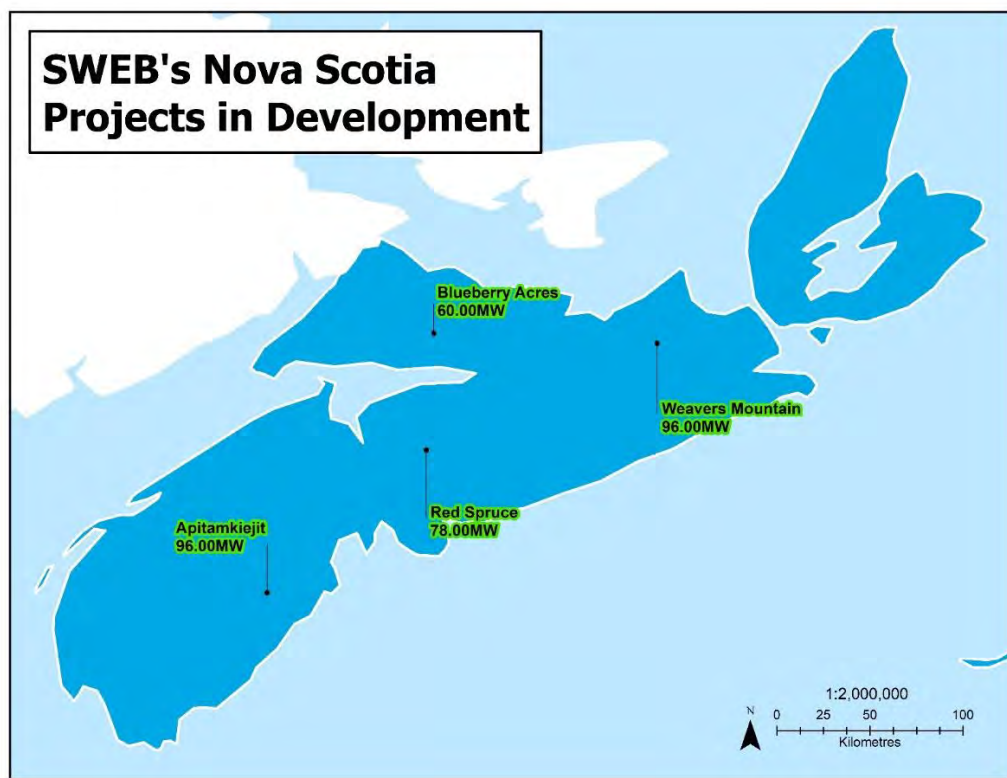 SWEB's Nova Scotia
Projects in Development
Blueberry Acres
60.00MW
Weavers Mountain
96.00MW
Red Spruce
78.00MW
Apitamkiejit
96.00MW
1:2,000,000
N
0 25 50 100
Kilometres